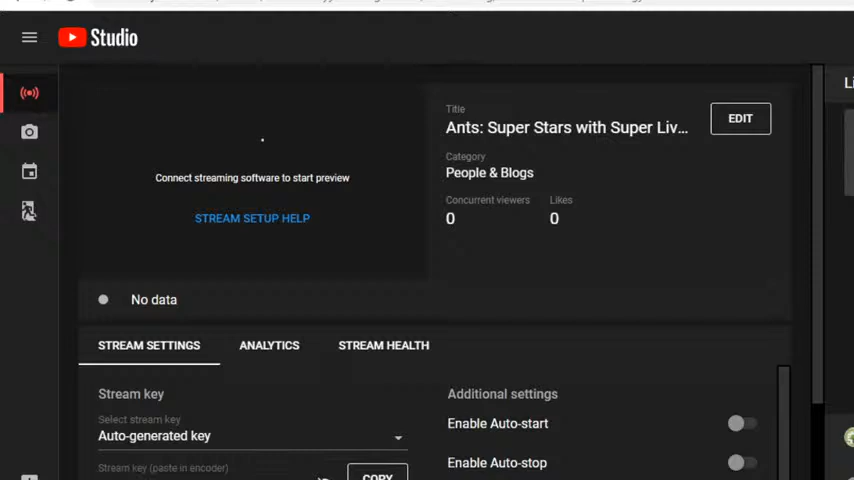 Studio
Li
Title
Ants: Super Stars with Super Liv...
EDIT
Category
People & Blogs
Concurrent viewers
Likes
0
0
Connect streaming software to start preview
STREAM SETUP HELP
No data
STREAM SETTINGS
ANALYTICS
STREAM HEALTH
Stream key
Select stream key
Auto-generated key
Stream key (paste in encoder)
COPY
Additional settings
Enable Auto-start
Enable Auto-stop